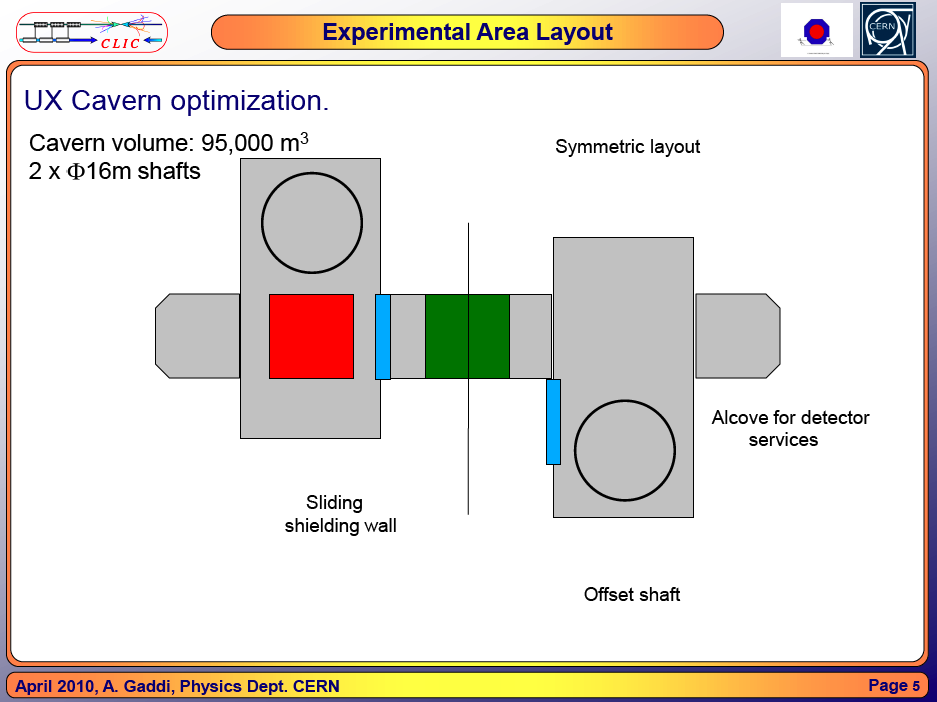 CLIC
Experimental Area Layout
CERN
UX Cavern optimization.
Cavern volume: 95,000 m³
2 x Φ16m shafts
Symmetric layout
Alcove for detector
services
Sliding
shielding wall
Offset shaft
April 2010, A. Gaddi, Physics Dept. CERN
Page 5